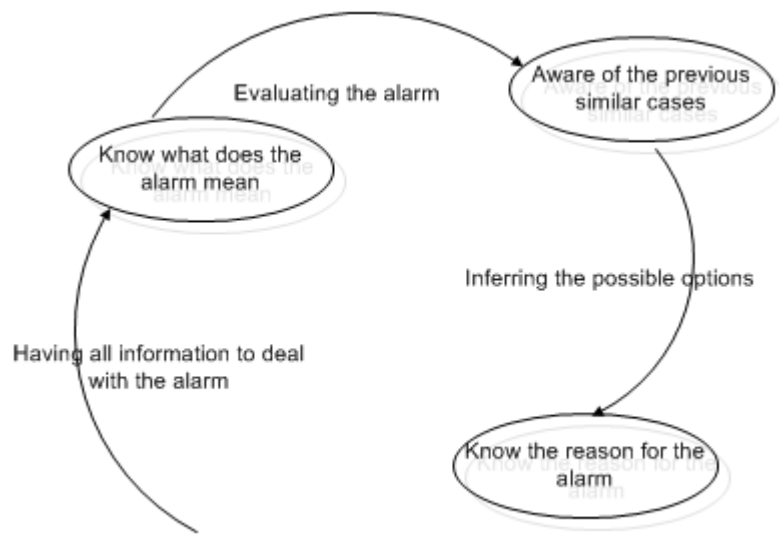 Evaluating the alarm
Aware of the previous
similar cases
Know what does the
alarm mean
Inferring the possible options
Having all information to deal
with the alarm
Know the reason for the
alarm